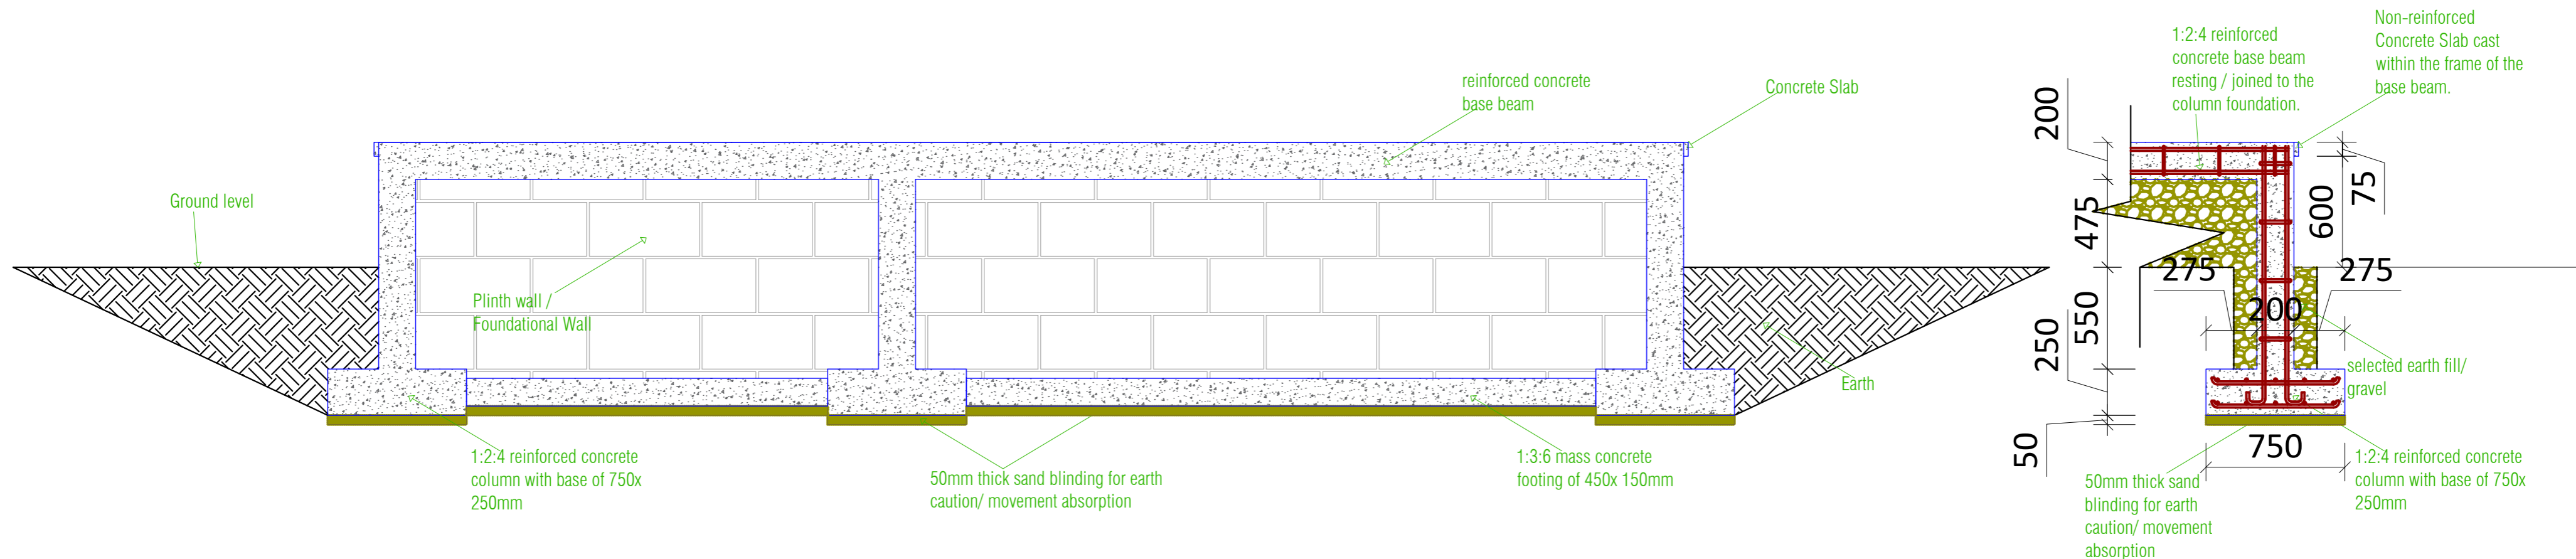 Ground level
Plinth wall /
Foundational Wall
1:2:4 reinforced concrete
column with base of 750x
250mm
50mm thick sand blinding for earth
caution/ movement absorption
reinforced concrete
base beam
Concrete Slab
1:3:6 mass concrete
footing of 450x 150mm
Earth
1:2:4 reinforced
concrete base beam
resting / joined to the
column foundation.
Non-reinforced
Concrete Slab cast
within the frame of the
base beam.
200
475
550
250
50
600
75
275
275
200
750
selected earth fill/
gravel
50mm thick sand
blinding for earth
caution/ movement
absorption
1:2:4 reinforced concrete
column with base of 750x
250mm